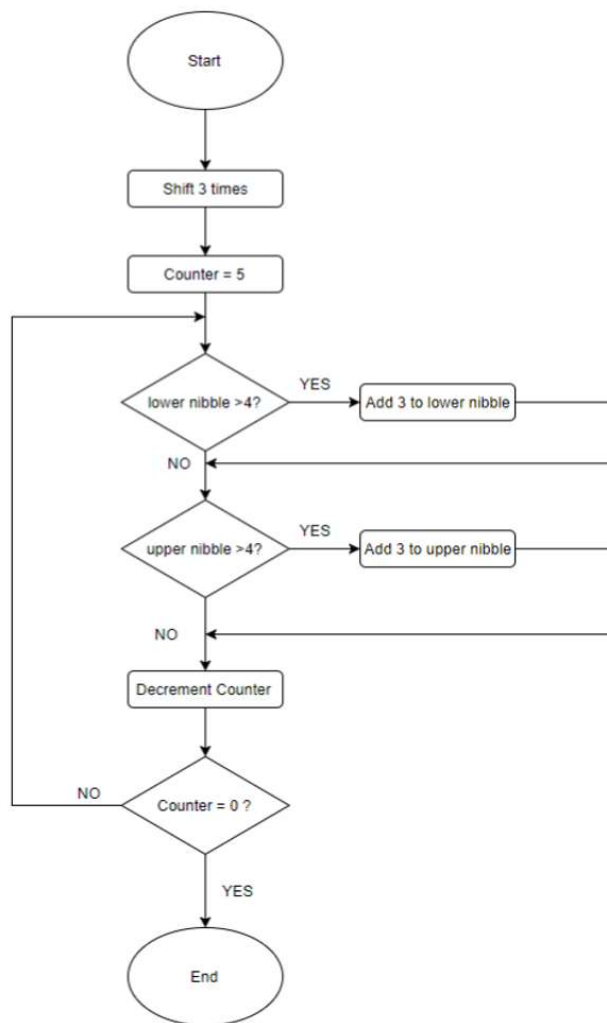 Start
Shift 3 times
Counter = 5
lower nibble >4?
YES
Add 3 to lower nibble
NO
upper nibble >4?
YES
Add 3 to upper nibble
NO
Decrement Counter
Counter = 0 ?
NO
YES
End